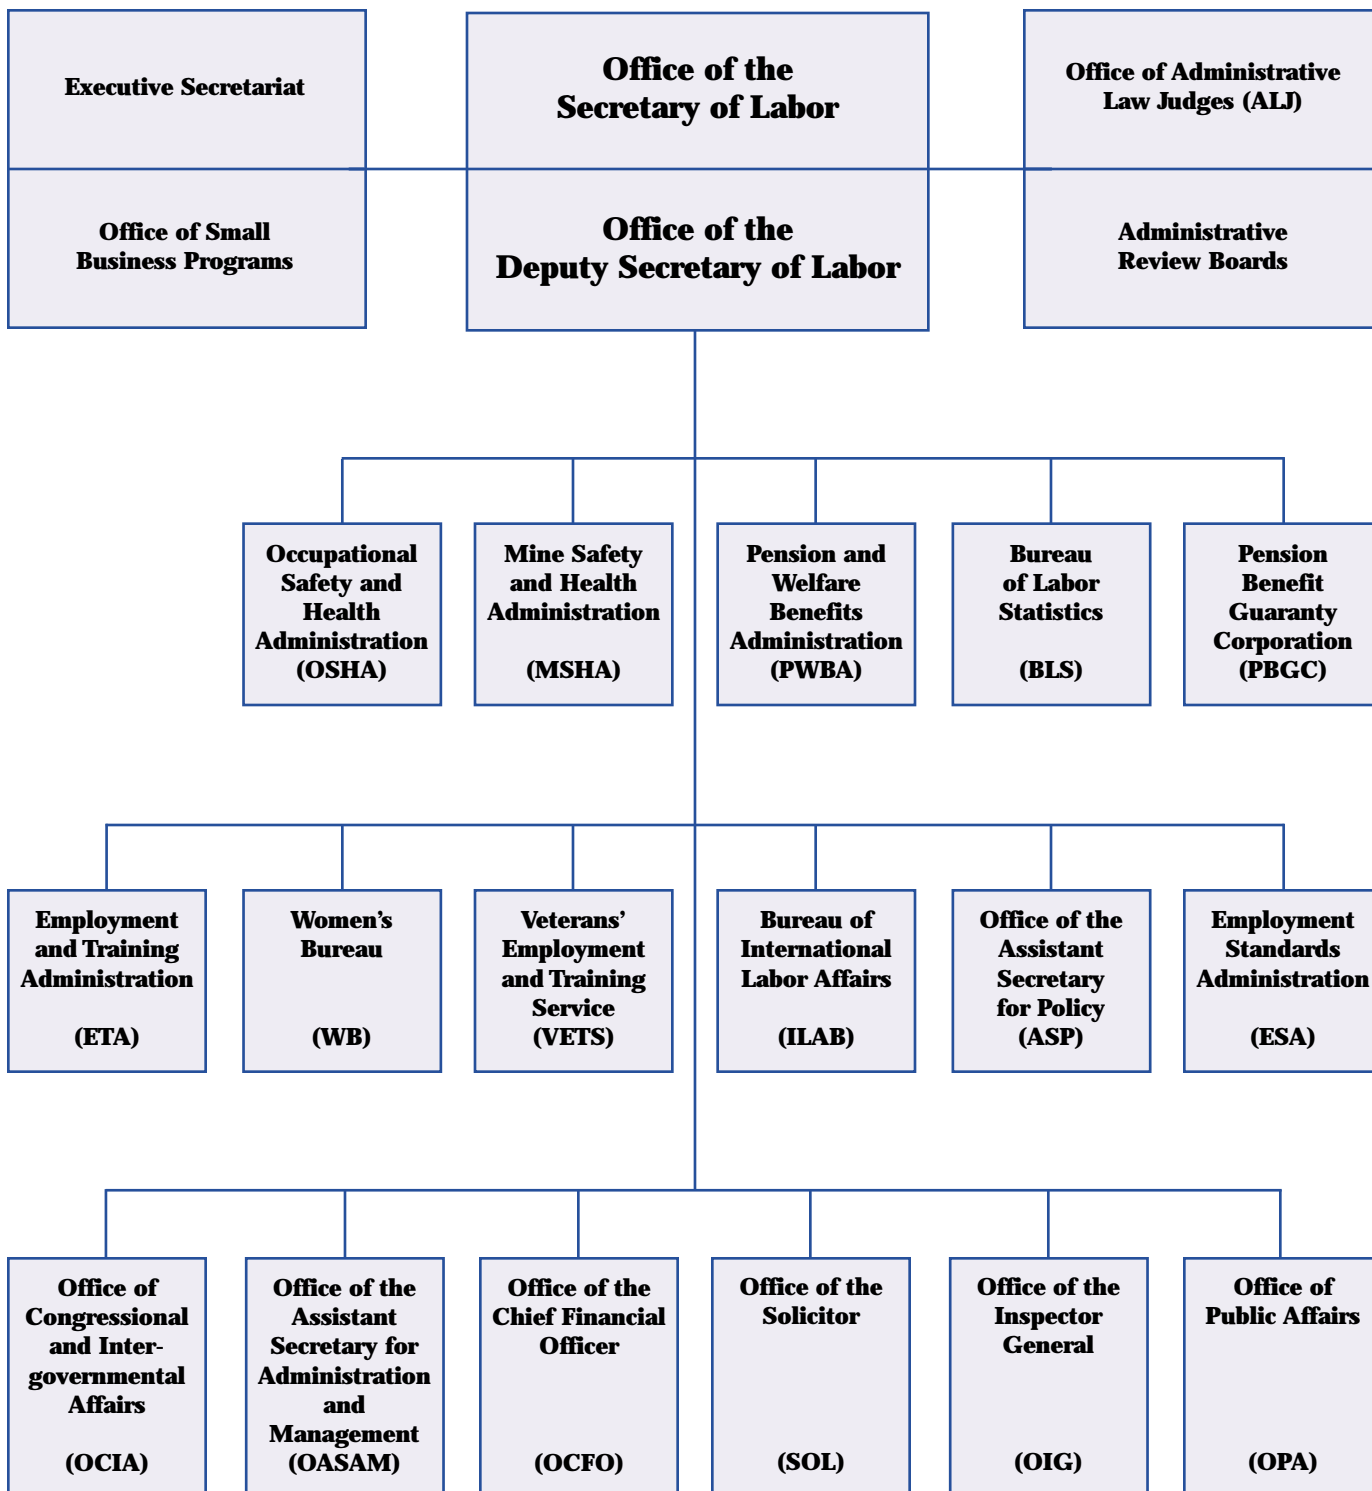 Executive Secretariat
Office of the
Secretary of Labor
Office of Administrative
Law Judges (ALJ)
Office of Small
Business Programs
Office of the
Deputy Secretary of Labor
Administrative
Review Boards
Occupational
Safety and
Health
Administration
(OSHA)
Mine Safety
and Health
Administration
(MSHA)
Pension and
Welfare
Benefits
Administration
(PWBA)
Bureau
of Labor
Statistics
(BLS)
Pension
Benefit
Guaranty
Corporation
(PBGC)
Employment
and Training
Administration
(ETA)
Women’s
Bureau
(WB)
Veterans’
Employment
and Training
Service
(VETS)
Bureau of
International
Labor Affairs
(ILAB)
Office of the
Assistant
Secretary
for Policy
(ASP)
Employment
Standards
Administration
(ESA)
Office of
Congressional
and Inter-
governmental
Affairs
(OCIA)
Office of the
Assistant
Secretary for
Administration
and
Management
(OASAM)
Office of the
Chief Financial
Officer
(OCFO)
Office of the
Solicitor
(SOL)
Office of the
Inspector
General
(OIG)
Office of
Public Affairs
(OPA)